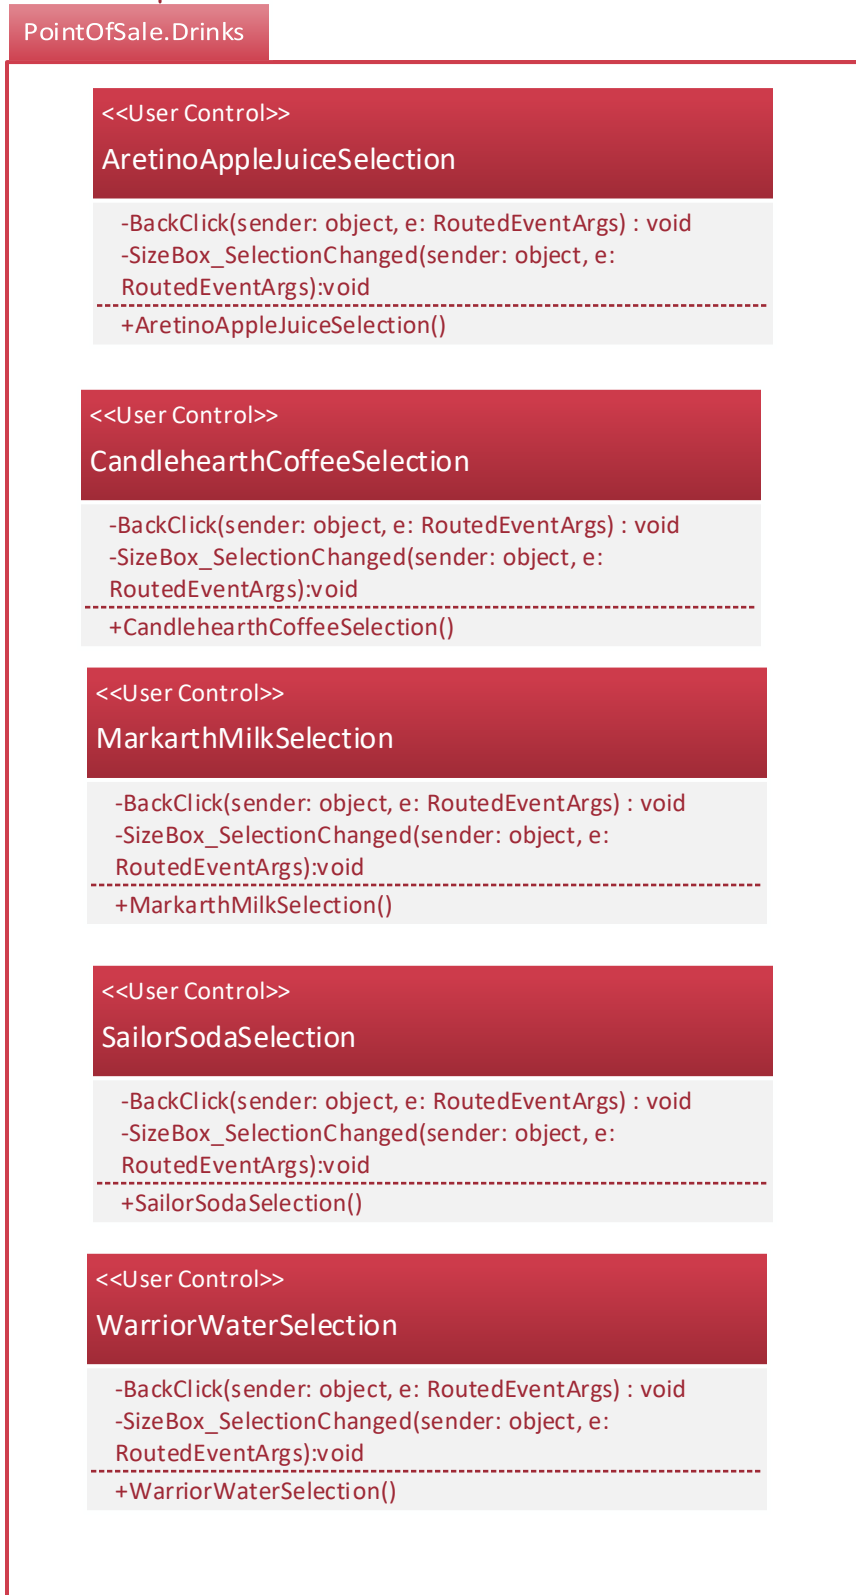 PointOfSale.Drinks
<<User Control>>
AretinoAppleJuiceSelection
-BackClick(sender: object, e: RoutedEventArgs) : void
-SizeBox_SelectionChanged(sender: object, e:
RoutedEventArgs):void
+AretinoAppleJuiceSelection()
<<User Control>>
CandlehearthCoffeeSelection
-BackClick(sender: object, e: RoutedEventArgs) : void
-SizeBox_SelectionChanged(sender: object, e:
RoutedEventArgs):void
+CandlehearthCoffeeSelection()
<<User Control>>
MarkarthMilkSelection
-BackClick(sender: object, e: RoutedEventArgs) : void
-SizeBox_SelectionChanged(sender: object, e:
RoutedEventArgs):void
+MarkarthMilkSelection()
<<User Control>>
SailorSodaSelection
-BackClick(sender: object, e: RoutedEventArgs) : void
-SizeBox_SelectionChanged(sender: object, e:
RoutedEventArgs):void
+SailorSodaSelection()
<<User Control>>
WarriorWaterSelection
-BackClick(sender: object, e: RoutedEventArgs) : void
-SizeBox_SelectionChanged(sender: object, e:
RoutedEventArgs):void
+WarriorWaterSelection()